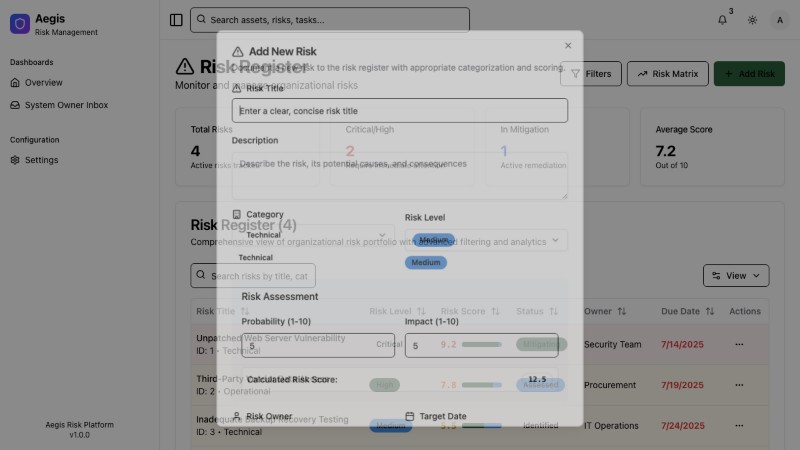 Aegis
Risk Management
Dashboards
Overview
System Owner Inbox
Configuration
Settings
Aegis Risk Platform
v1.0.0
Search assets, risks, tasks...
3
A
Risk Register
Monitor and manage organizational risks
Filters
Risk Matrix
Add Risk
Total Risks
4
Active risks tracked
Critical/High
2
Require immediate attention
In Mitigation
1
Active remediation
Average Score
7.2
Out of 10
Risk Register (4)
Comprehensive view of organizational risk portfolio with advanced filtering and analytics
Search risks by title, cat
View
Risk Title
Risk Level
Risk Score
Status
Owner
Due Date
Actions
Unpatched Web Server Vulnerability
ID: 1 • Technical
Critical
9.2
Mitigating
Security Team
7/14/2025
Third-Party
ID: 2 • Operational
High
7.8
Assessed
Procurement
7/19/2025
Inadequate Backup Recovery Testing
ID: 3 • Technical
Medium
5.5
Identified
IT Operations
7/24/2025
Add New Risk
risk to the risk register with appropriate categorization and scoring.
Risk Title
Enter a clear, concise risk title
Description
Describe the risk, its potential causes, and consequences
Category
Technical
Technical
Risk Level
Medium
Medium
Risk Assessment
Probability (1-10)
5
Impact (1-10)
5
Calculated Risk Score:
12.5
Risk Owner
Target Date